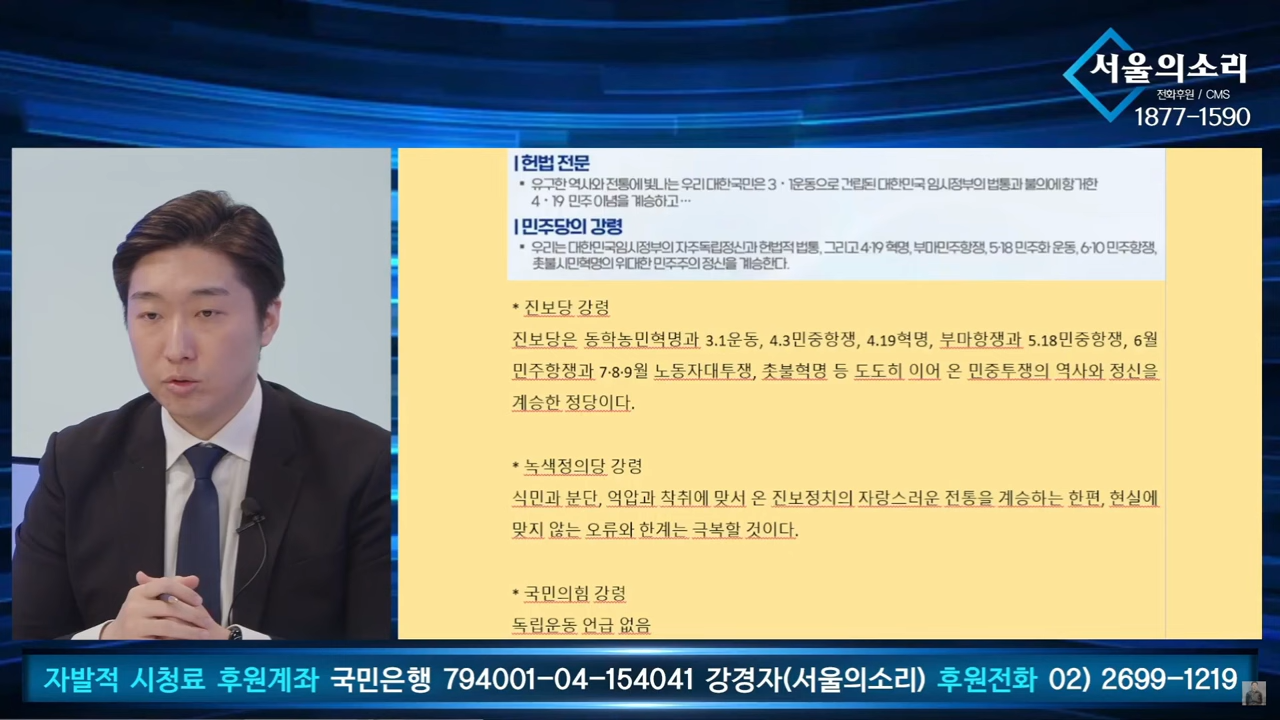 서울의소리
전화후원 / CMS
1877-1590
헌법 전문
유구한 역사와 전통에 빛나는 우리 대한국민은 3·1운동으로 건립된 대한민국 임시정부의 법통과 불의에 항거한
4·19 민주 이념을 계승하고…
민주당의 강령
우리는 대한민국임시정부의 자주독립정신과 헌법적 법통, 그리고 4·19 혁명, 부마민주항쟁, 5·18 민주화 운동, 6·10 민주항쟁,
촛불시민혁명의 위대한 민주주의 정신을 계승한다.
* 진보당 강령
진보당은 동학농민혁명과 3.1운동, 4.3민중항쟁, 4.19혁명, 부마항쟁과 5.18민중항쟁, 6월
민주항쟁과 7·8·9월 노동자대투쟁, 촛불혁명 등 도도히 이어 온 민중투쟁의 역사와 정신을
계승한 정당이다.
* 녹색정의당 강령
식민과 분단, 억압과 착취에 맞서 온 진보정치의 자랑스러운 전통을 계승하는 한편, 현실에
맞지 않는 오류와 한계는 극복할 것이다.
* 국민의힘 강령
독립운동 언급 없음
자발적 시청료 후원계좌 국민은행 794001-04-154041 강경자(서울의소리) 후원전화 02) 2699-1219